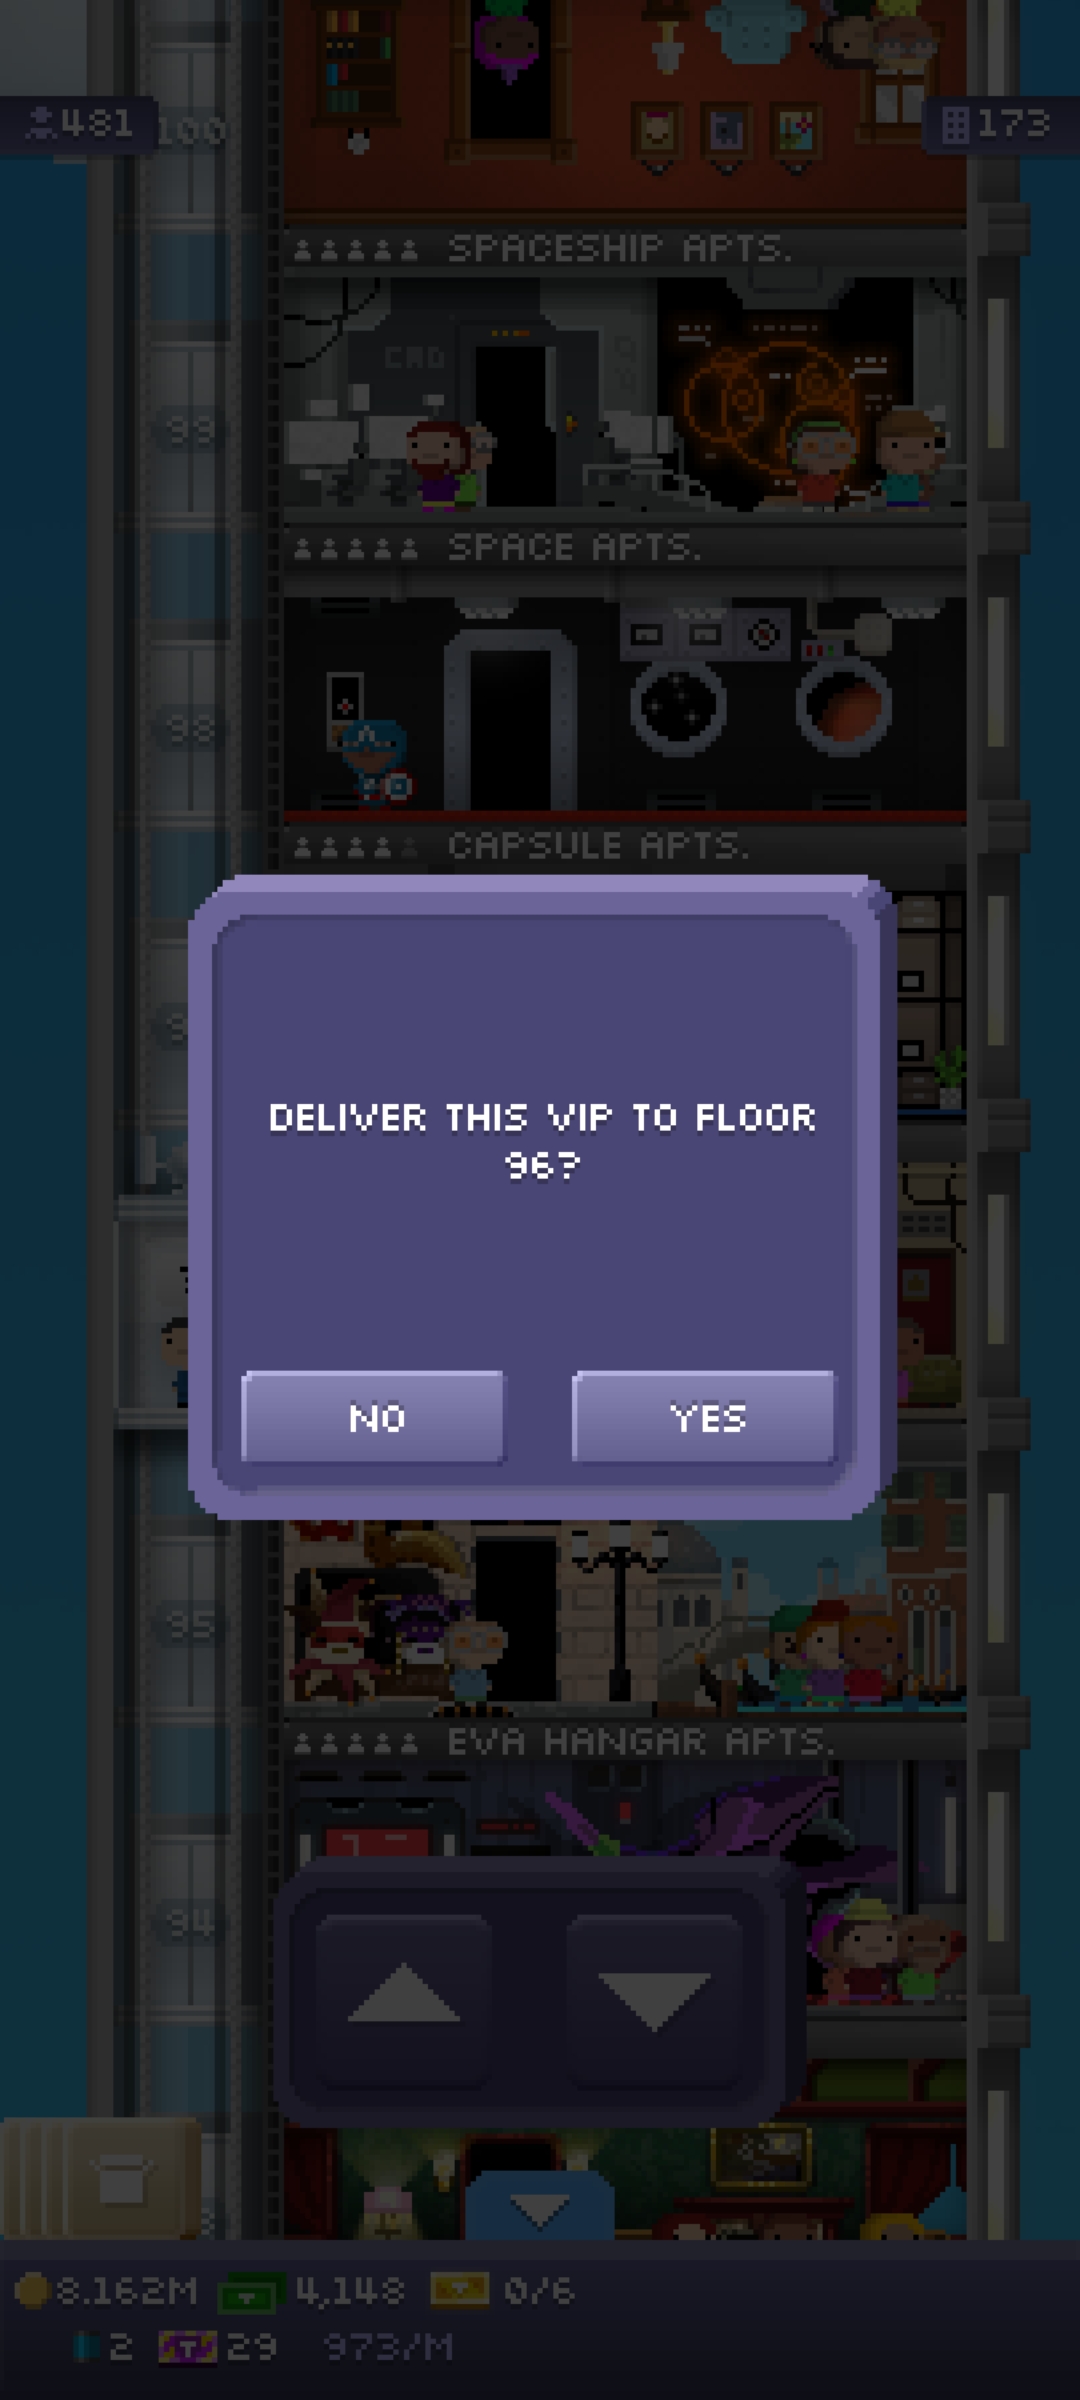 481
100
173
SPACESHIP APTS.
CMD
99
SPACE APTS.
98
CAPSULE APTS.
DELIVER THIS VIP TO FLOOR
96?
NO
YES
95
EVA HANGAR APTS.
94
8.162M
4,148
0/6
2
29
973/M